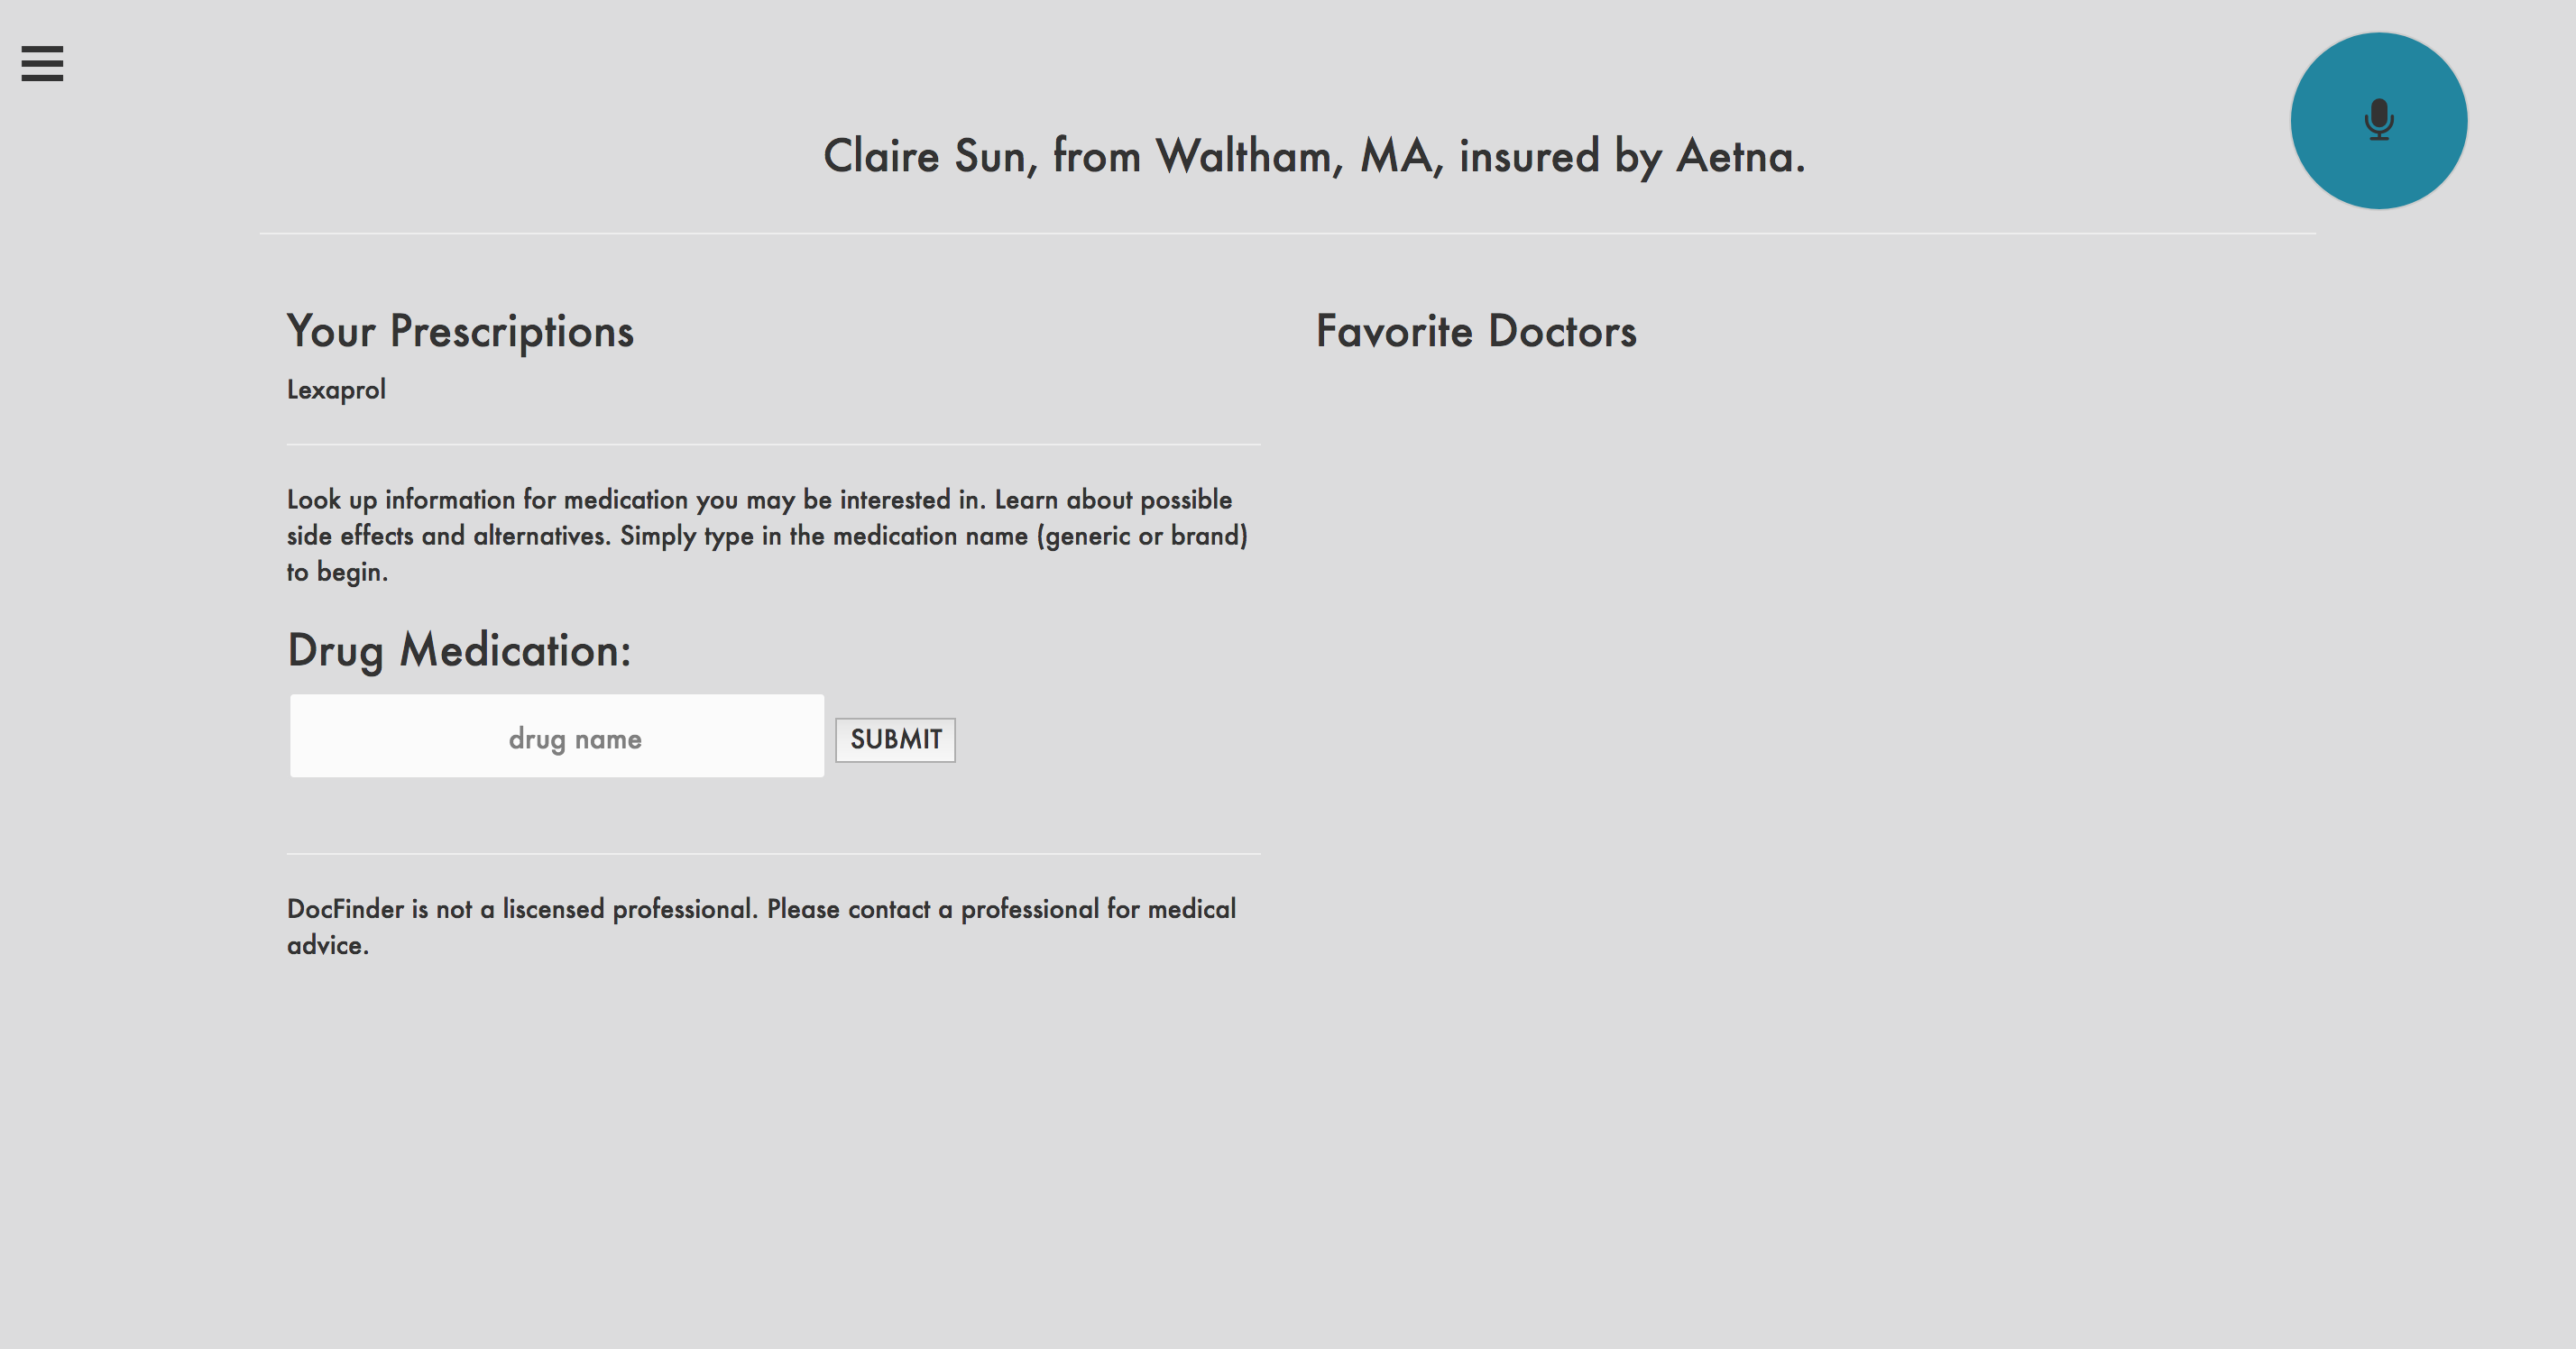 Claire Sun, from Waltham, MA, insured by Aetna.
Your Prescriptions
Lexaprol
Look up information for medication you may be interested in. Learn about possible
side effects and alternatives. Simply type in the medication name (generic or brand)
to begin.
Drug Medication:
drug name
SUBMIT
DocFinder is not a liscensed professional. Please contact a professional for medical
advice.
Favorite Doctors